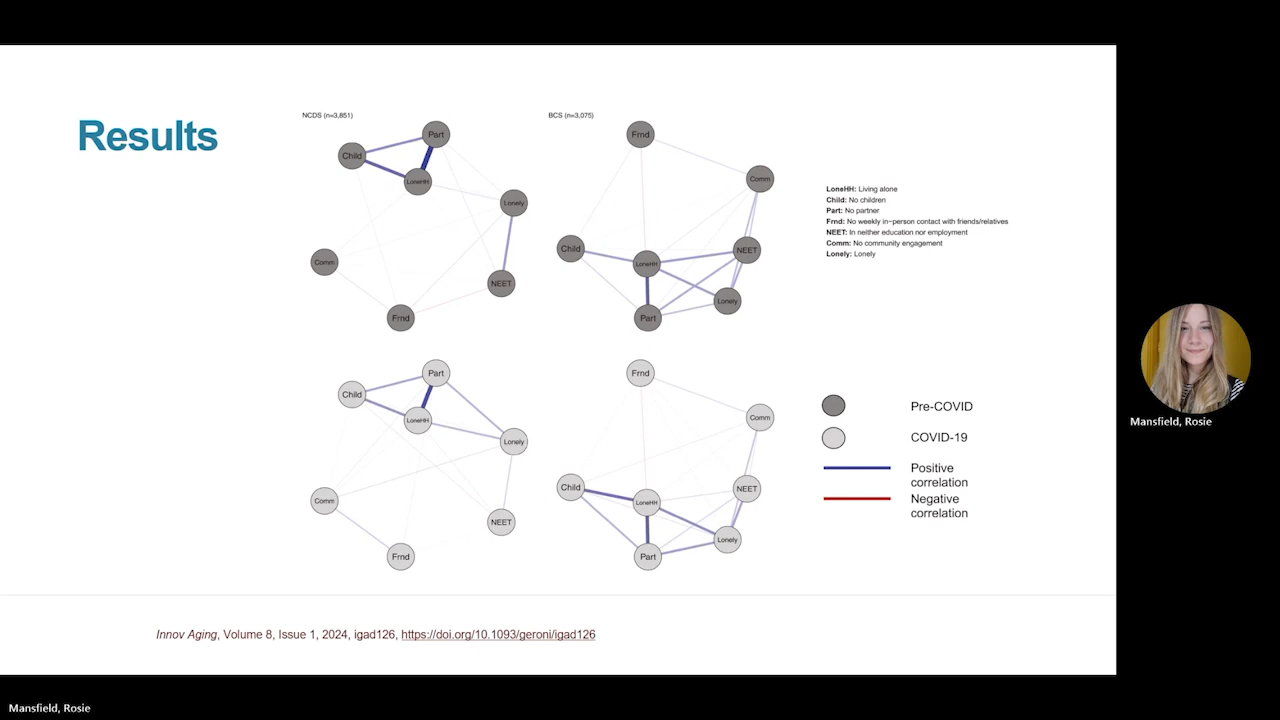 Results
NCDS (n=3,851)
Part
Child
LoneHH
Lonely
Comm
NEET
Frnd
BCS (n=3,075)
Frnd
Comm
Child
NEET
LoneHH
Lonely
Part
LoneHH: Living alone
Child: No children
Part: No partner
Frnd: No weekly in−person contact with friends/relatives
NEET: In neither education nor employment
Comm: No community engagement
Lonely: Lonely
Part
Child
LoneHH
Lonely
Comm
NEET
Frnd
Frnd
Comm
Child
NEET
LoneHH
Lonely
Part
Pre-COVID
COVID-19
Positive
correlation
Negative
correlation
Innov Aging, Volume 8, Issue 1, 2024, igad126, https://doi.org/10.1093/geroni/igad126
Mansfield, Rosie
Mansfield, Rosie